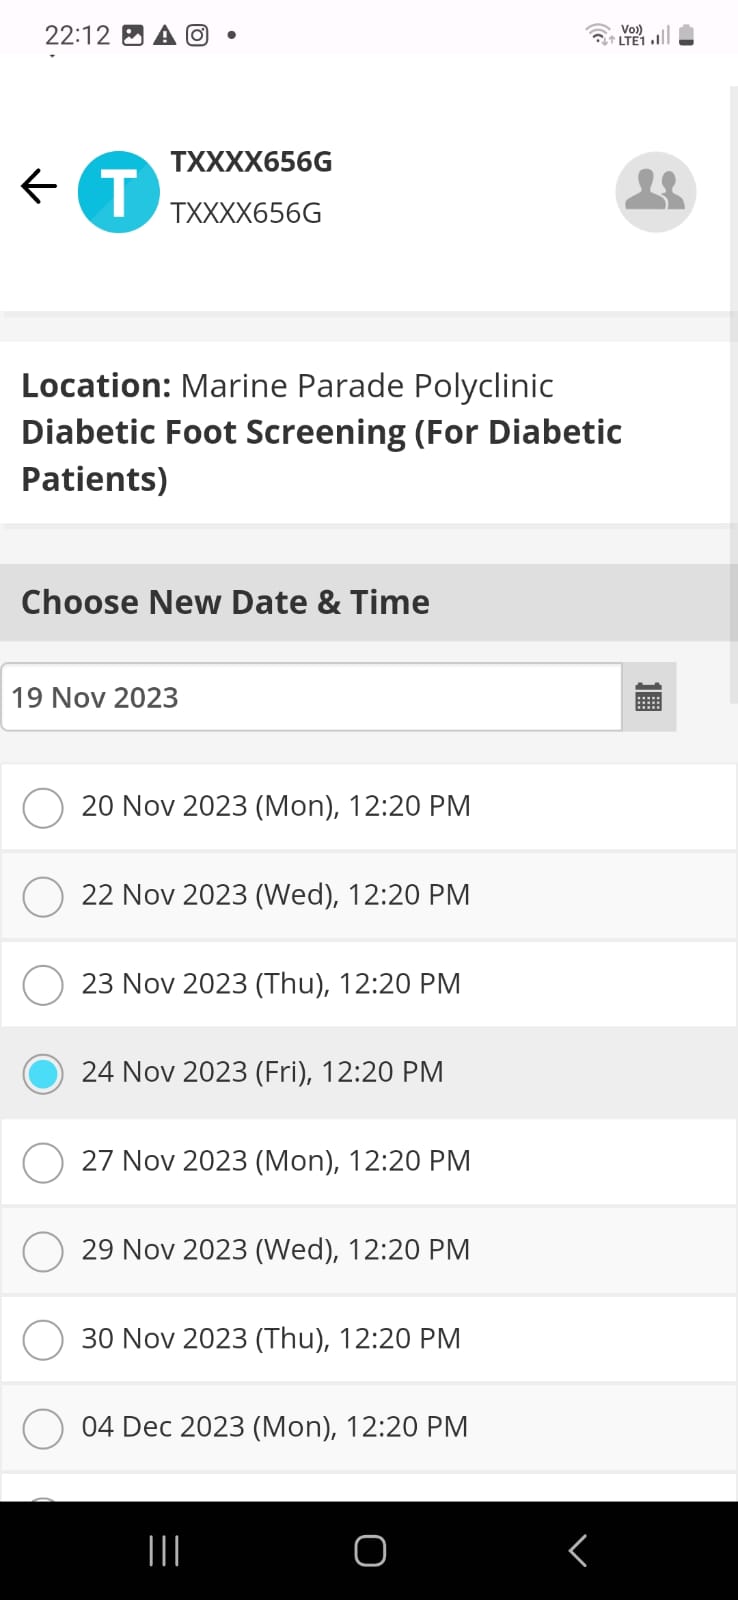 22:12
Vo))
LTE1
T
TXXXX656G
TXXXX656G
Location: Marine Parade Polyclinic
Diabetic Foot Screening (For Diabetic
Patients)
Choose New Date & Time
19 Nov 2023
20 Nov 2023 (Mon), 12:20 PM
22 Nov 2023 (Wed), 12:20 PM
23 Nov 2023 (Thu), 12:20 PM
24 Nov 2023 (Fri), 12:20 PM
27 Nov 2023 (Mon), 12:20 PM
29 Nov 2023 (Wed), 12:20 PM
30 Nov 2023 (Thu), 12:20 PM
04 Dec 2023 (Mon), 12:20 PM